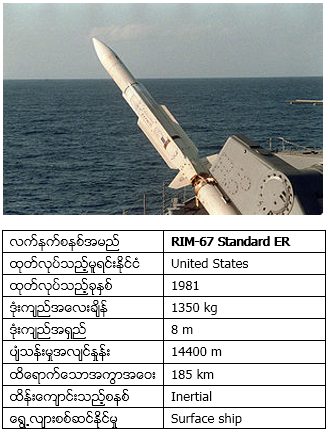 လက်နက်စနစ်အမည် RIM-67 Standard ER
ထုတ်လုပ်သည့်မူရင်းနိုင်ငံ United States
ထုတ်လုပ်သည့်ခုနှစ် 1981
ဒုံးကျည်အလေးချိန် 1350 kg
ဒုံးကျည်အရှည် 8 m
ပျံသန်းမှုအလျင်နှုန်း 14400 m
ထိရောက်သောအကွာအဝေး 185 km
ထိန်းကျောင်းသည့်စနစ် Inertial
ရွေ့လျားစစ်ဆင်နိုင်မှု Surface ship